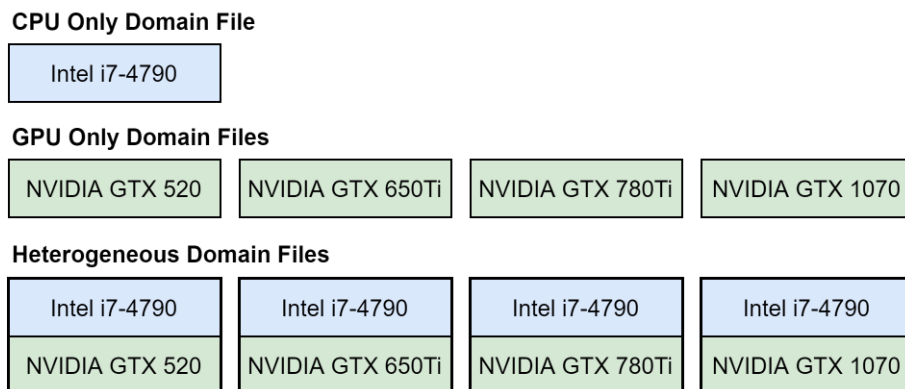 CPU Only Domain File
Intel i7-4790
GPU Only Domain Files
NVIDIA GTX 520 NVIDIA GTX 650Ti NVIDIA GTX 780Ti NVIDIA GTX 1070
Heterogeneous Domain Files
Intel i7-4790 Intel i7-4790 Intel i7-4790 Intel i7-4790
NVIDIA GTX 520 NVIDIA GTX 650Ti NVIDIA GTX 780Ti NVIDIA GTX 1070